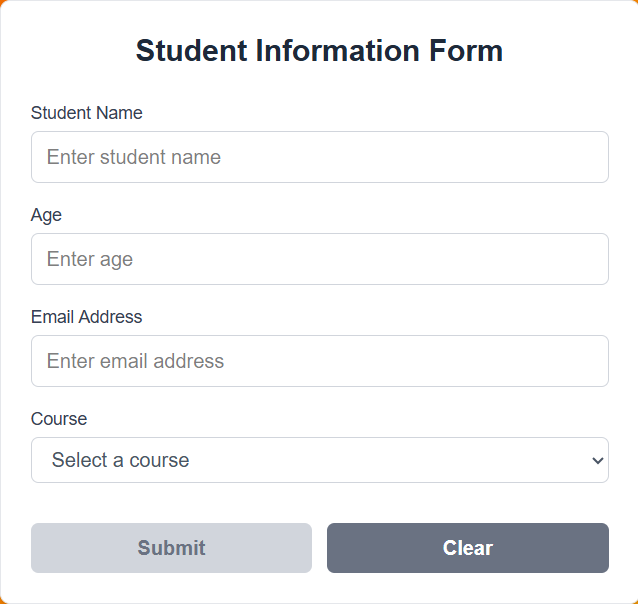 Student Information Form
Student Name
Enter student name
Age
Enter age
Email Address
Enter email address
Course
Select a course
Submit Clear